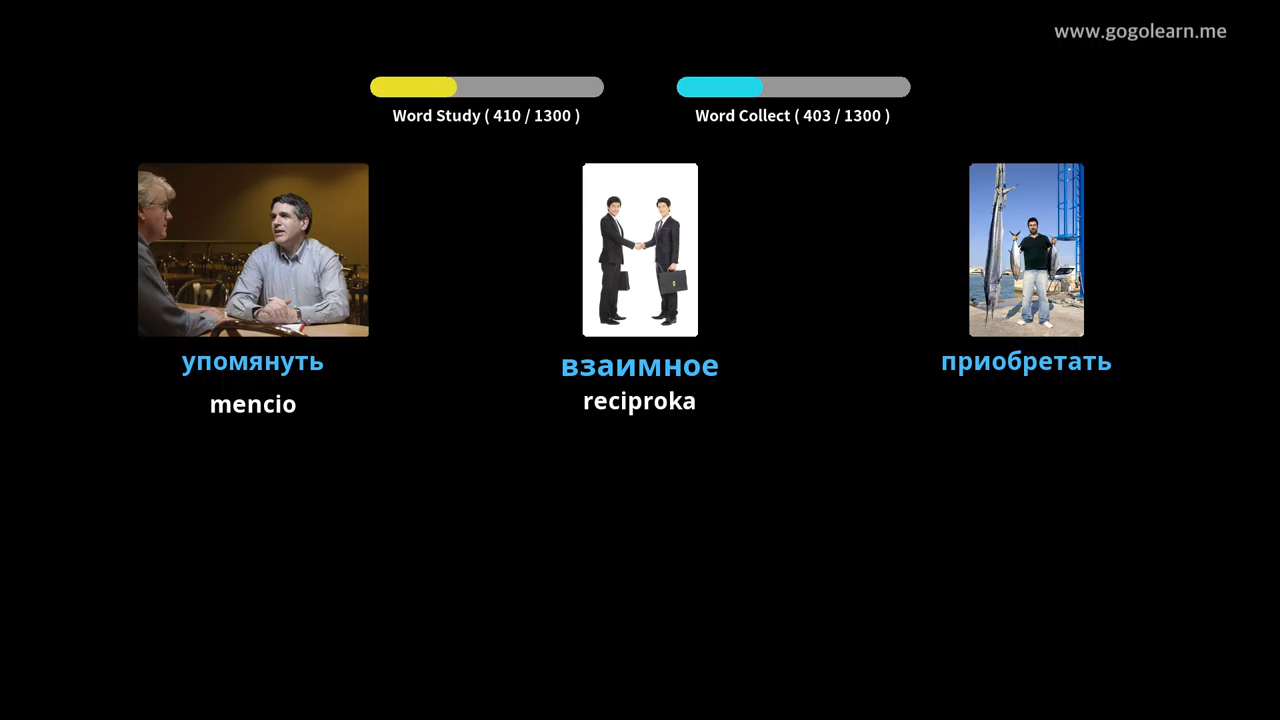 www.gogolearn.me
Word Study ( 410 / 1300 )
Word Collect ( 403 / 1300 )
упомянуть
взаимное
приобретать
mencio
reciproka